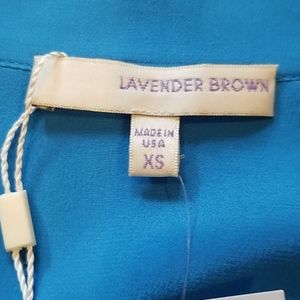 LAVENDER BROWN
MADE IN
USA
XS